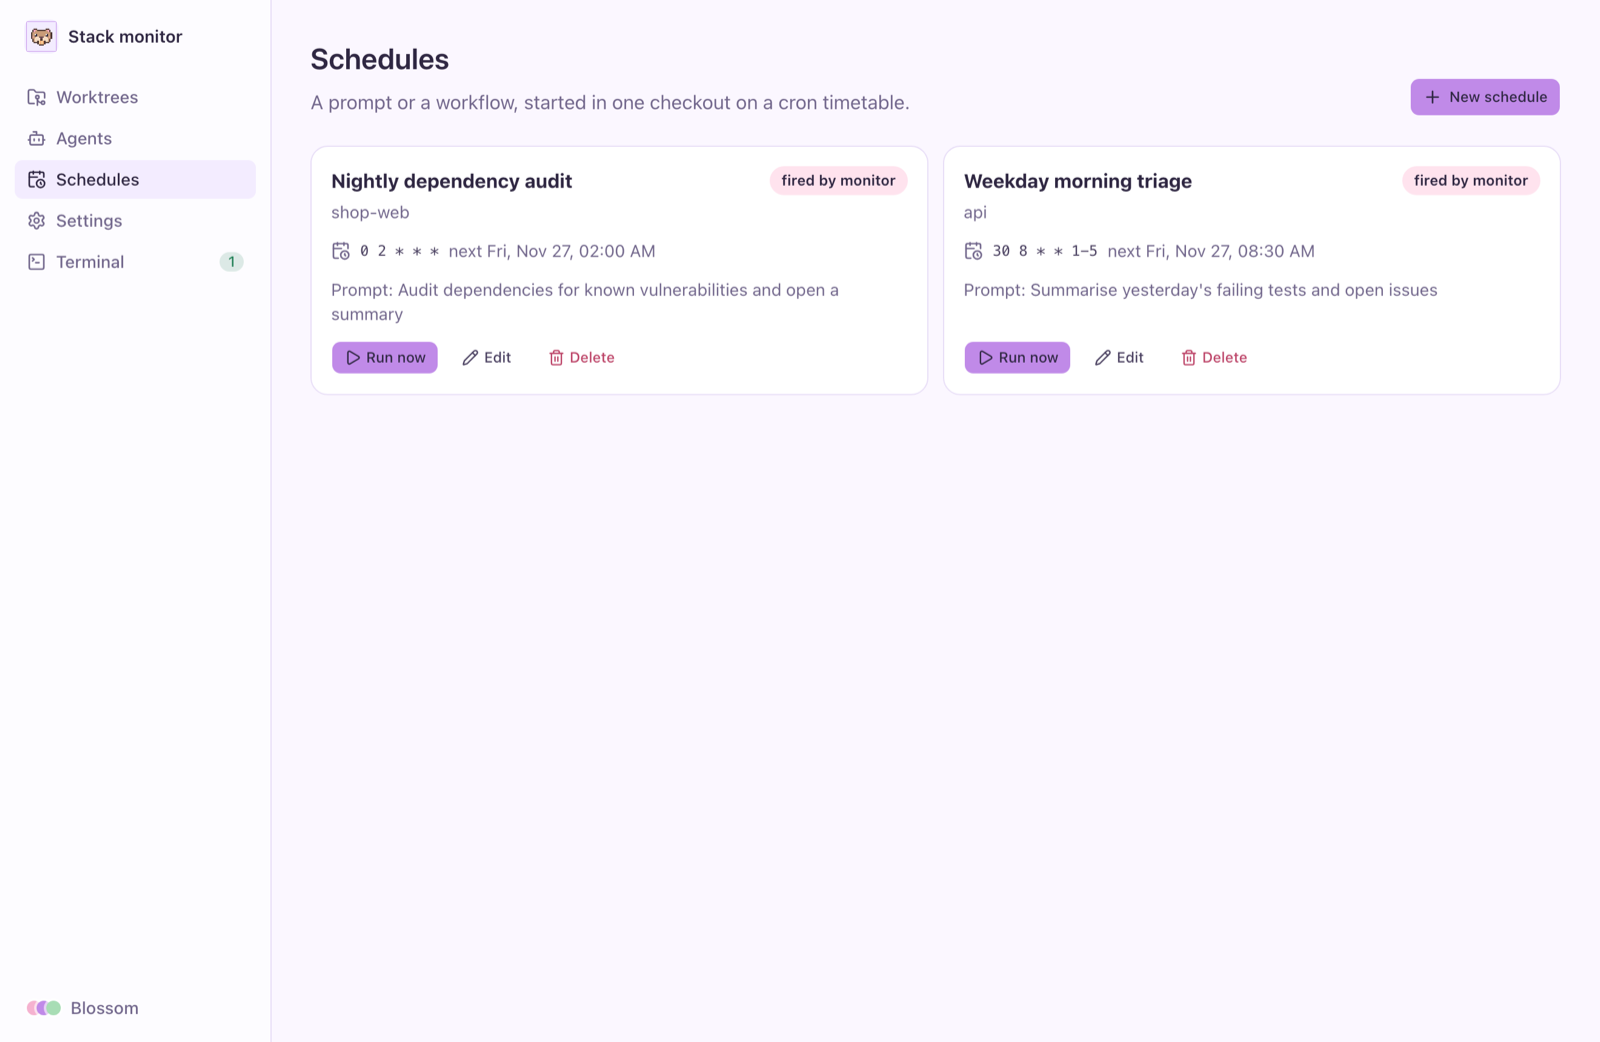 Stack monitor
Worktrees
Agents
Schedules
Settings
Terminal 1
Blossom
Schedules
A prompt or a workflow, started in one checkout on a cron timetable.
New schedule
Nightly dependency audit fired by monitor
shop-web
0 2 * * * next Fri, Nov 27, 02:00 AM
Prompt: Audit dependencies for known vulnerabilities and open a
summary
Run now Edit Delete
Weekday morning triage fired by monitor
api
30 8 * * 1-5 next Fri, Nov 27, 08:30 AM
Prompt: Summarise yesterday's failing tests and open issues
Run now Edit Delete